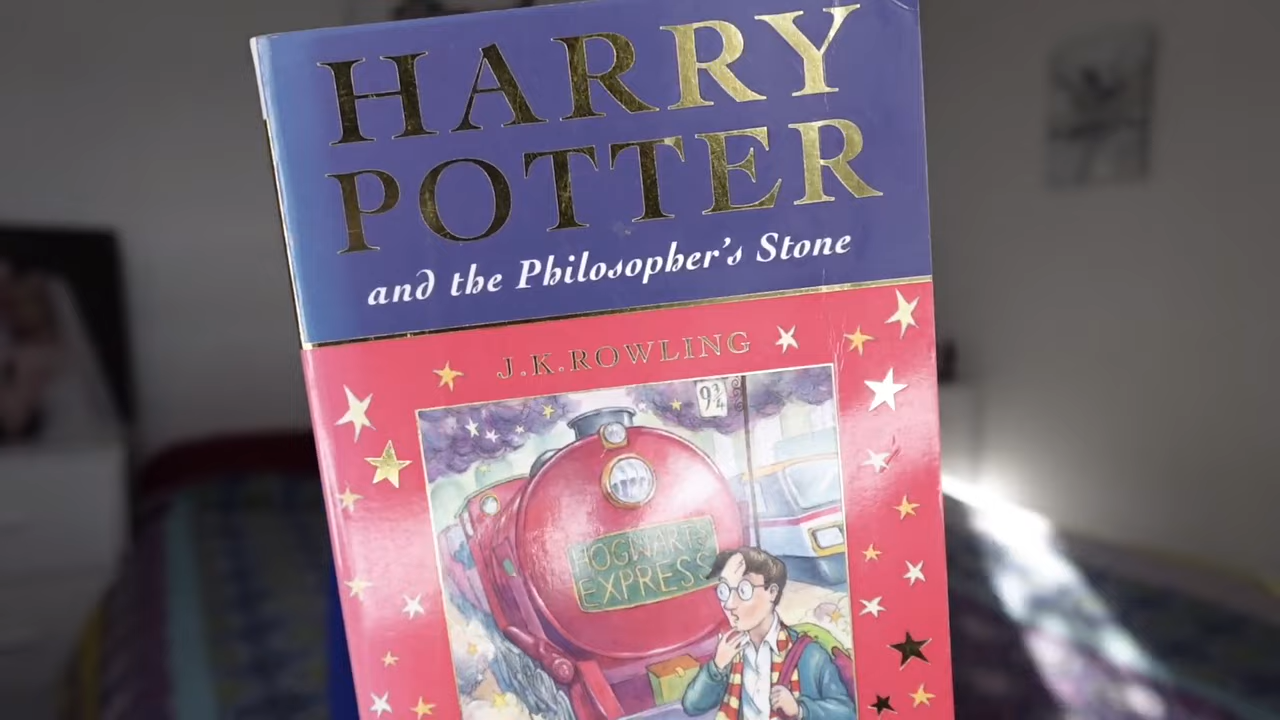 HARRY
POTTER
and the Philosopher's Stone
J.K.ROWLING
9¾
HOGWARTS
EXPRESS